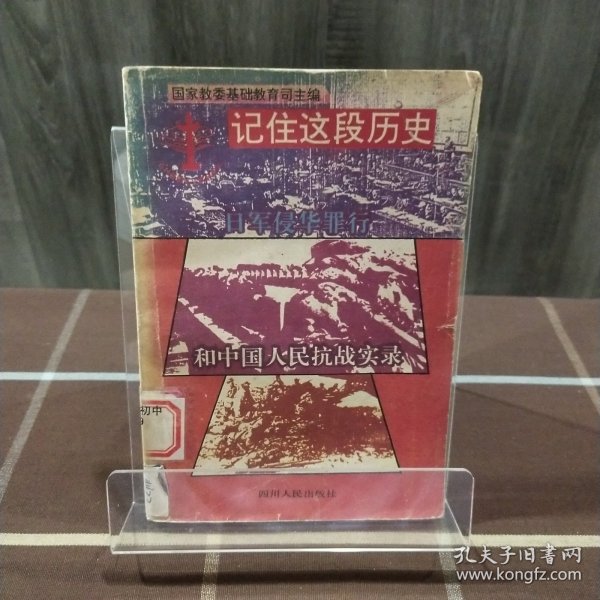 国家教委基础教育司主编
记住这段历史
日军侵华罪行
和中国人民抗战实录
初中
四川人民出版社
孔夫子旧书网
www.kongfz.com